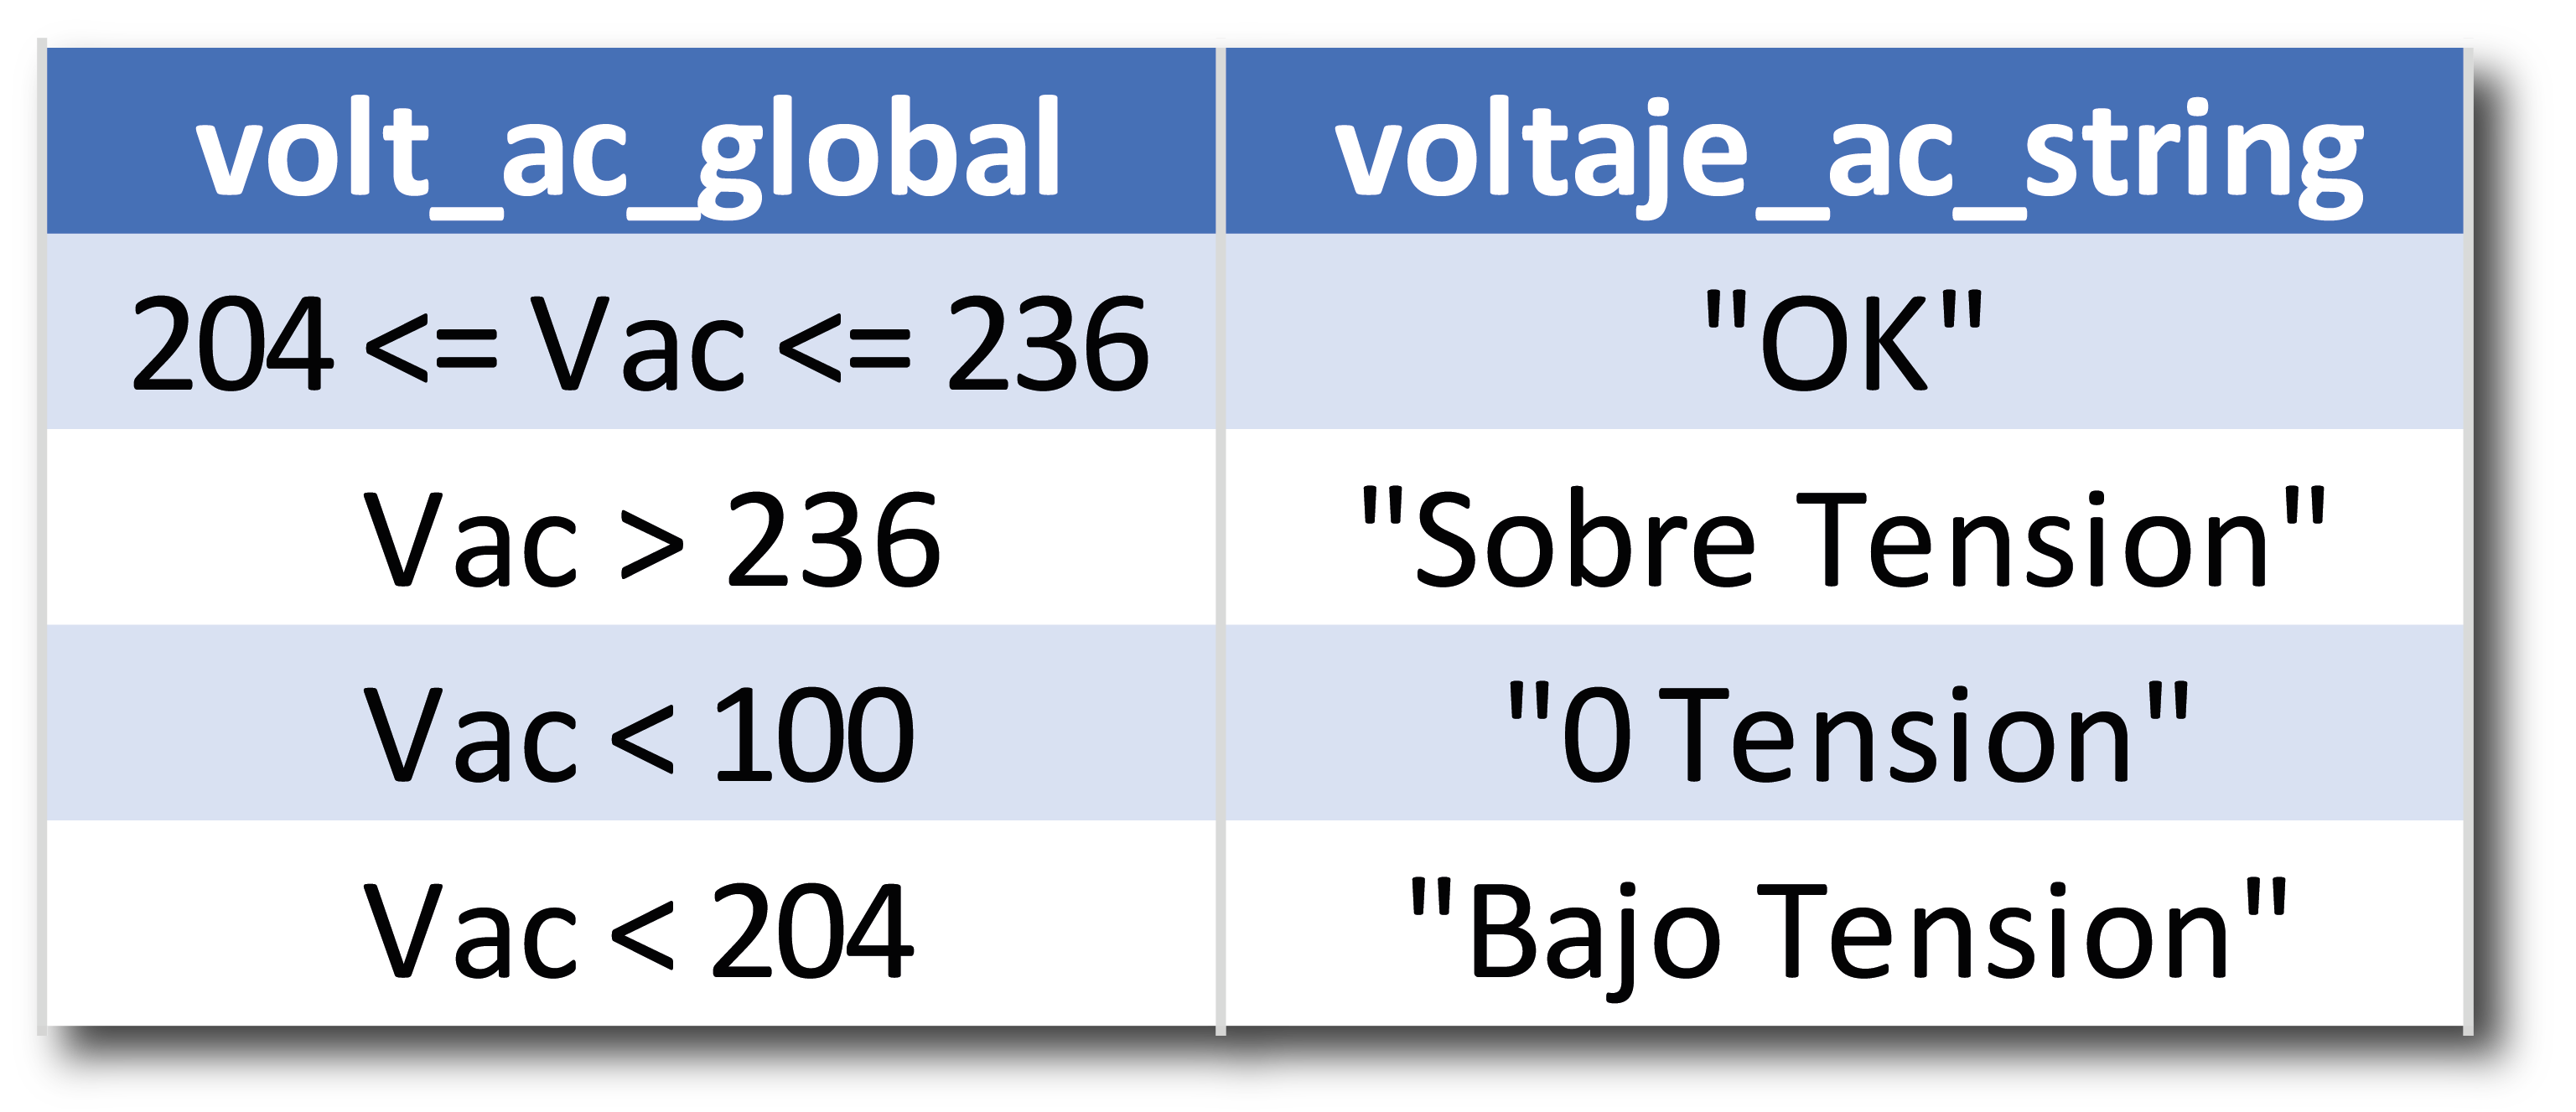 volt_ac_global voltaje_ac_string
204 <= Vac <= 236 "OK"
Vac > 236 "Sobre Tension"
Vac < 100 "0 Tension"
Vac < 204 "Bajo Tension"